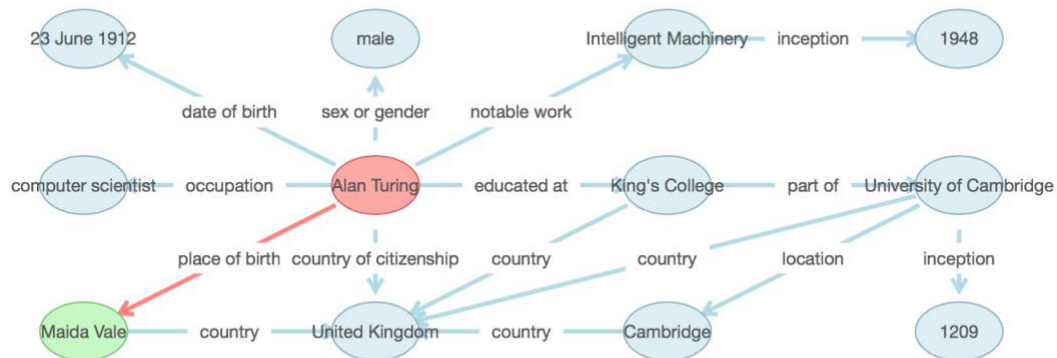 23 June 1912
male
Intelligent Machinery inception 1948
date of birth sex or gender notable work
computer scientist occupation Alan Turing educated at King's College part of University of Cambridge
place of birth country of citizenship country country location inception
Maida Vale country United Kingdom country Cambridge 1209